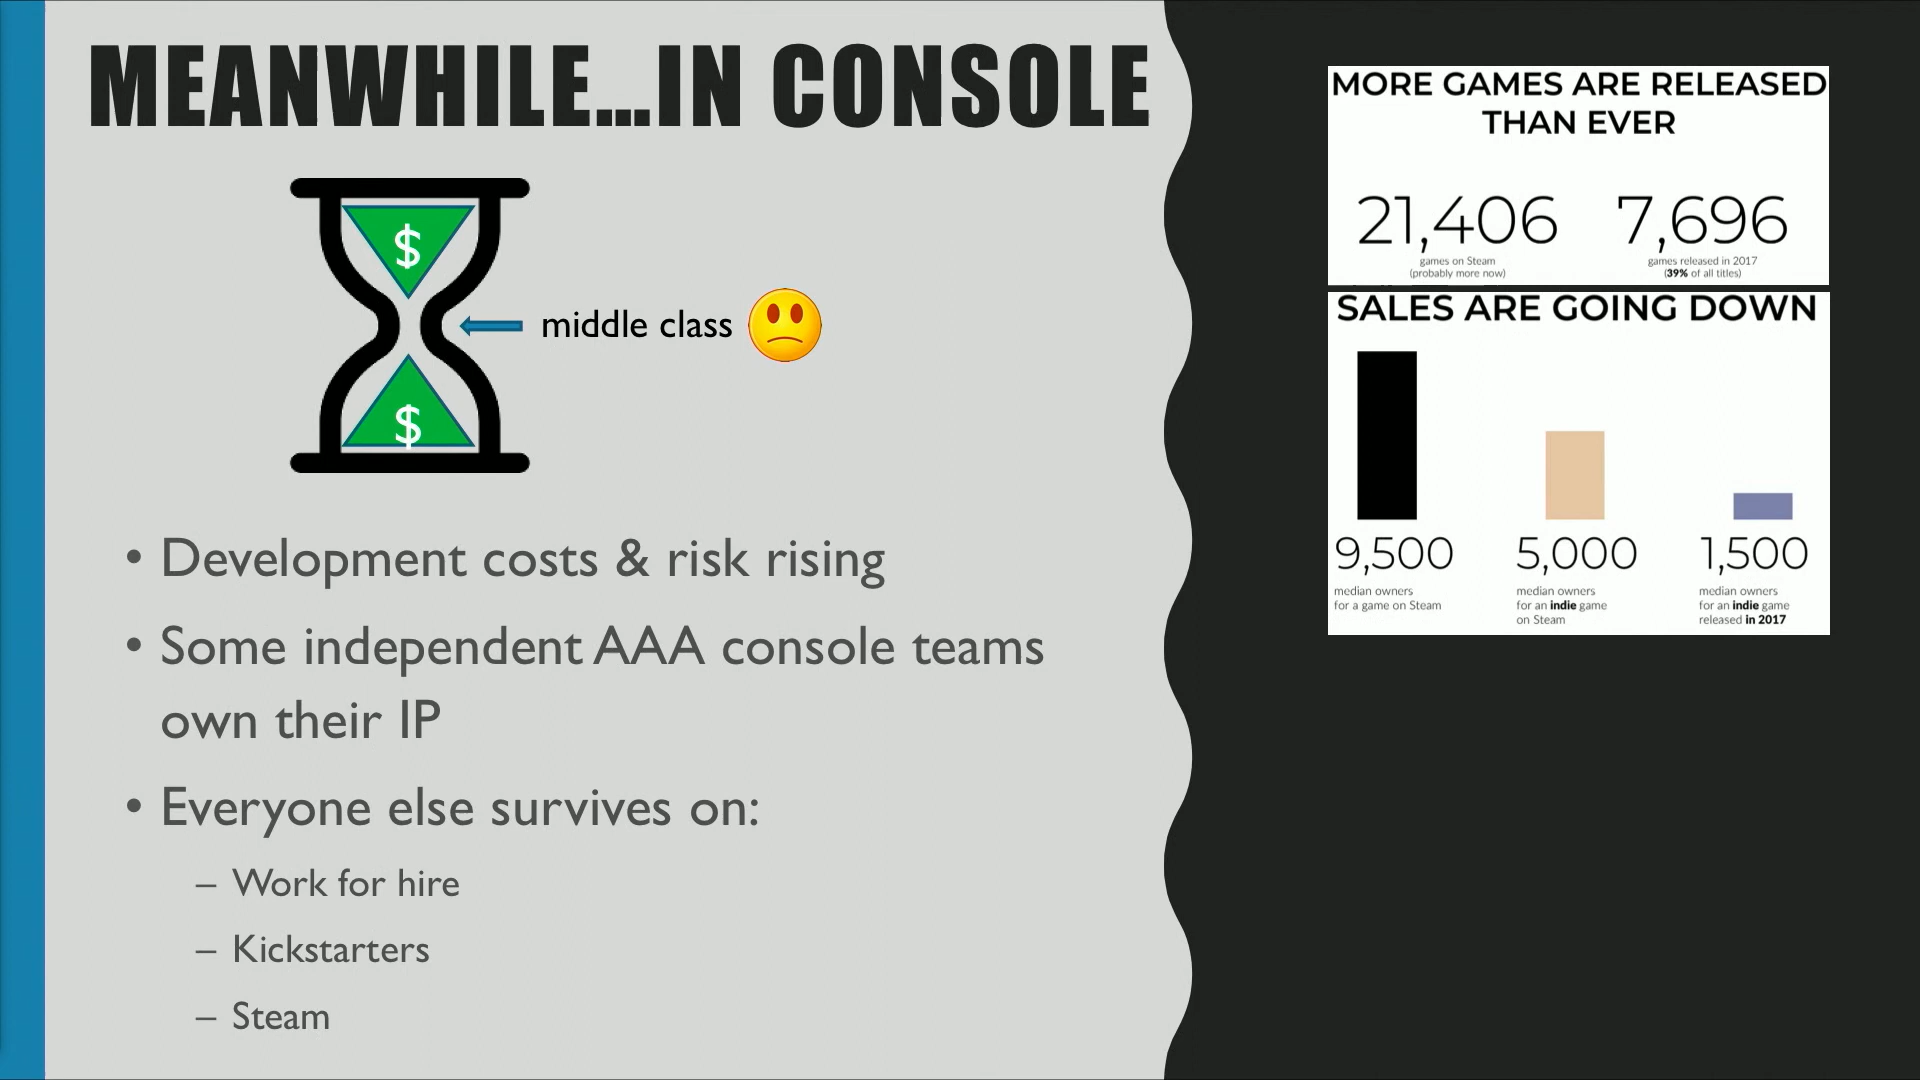 MEANWHILE...IN CONSOLE
$
middle class
$
• Development costs & risk rising
• Some independent AAA console teams
own their IP
• Everyone else survives on:
– Work for hire
– Kickstarters
– Steam
MORE GAMES ARE RELEASED
THAN EVER
21,406 7,696
games on Steam games released in 2017
(probably more now) (39% of all titles)
SALES ARE GOING DOWN
9,500 5,000 1,500
median owners median owners median owners
for a game on Steam for an indie game for an indie game
on Steam released in 2017